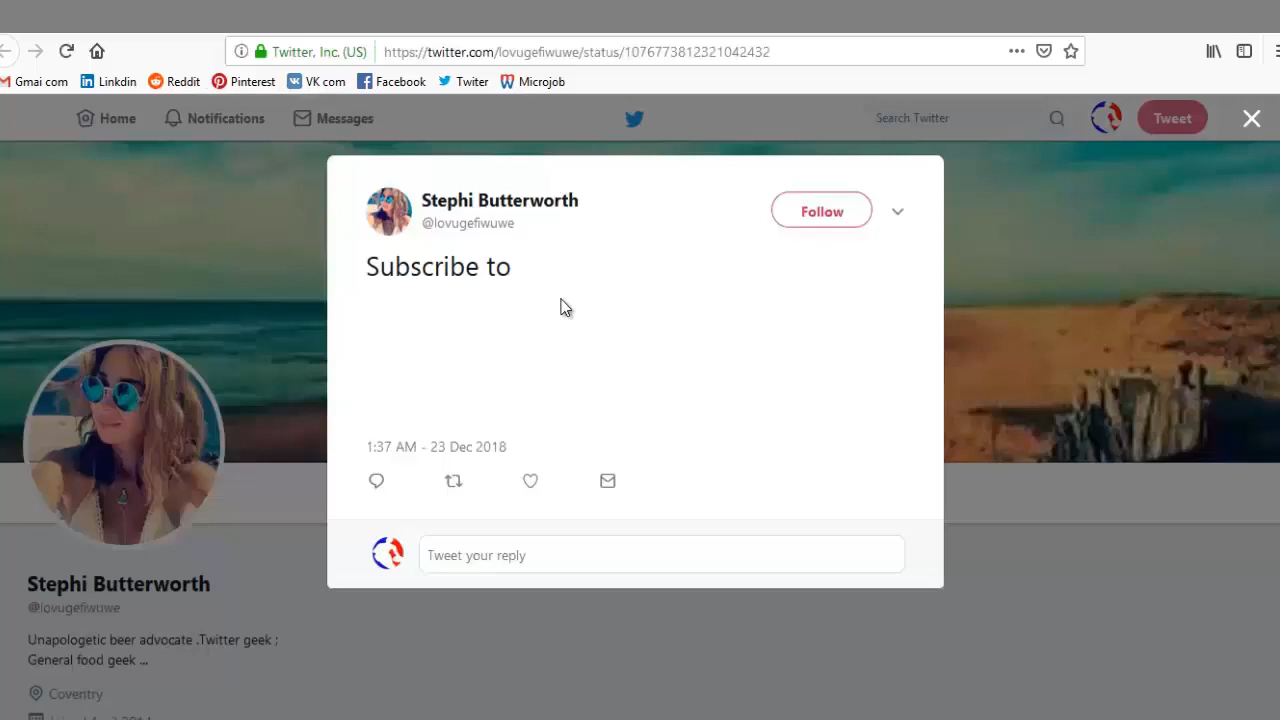 Twitter, Inc. (US) https://twitter.com/lovugefiwuwe/status/1076773812321042432
Gmai com Linkdin Reddit Pinterest VK com Facebook Twiter Microjob
Home Notifications Messages Search Twitter Tweet
Stephi Butterworth
@lovugefiwuwe
Follow
Subscribe to
1:37 AM - 23 Dec 2018
Tweet your reply
Stephi Butterworth
@lovugefiwuwe
Unapologetic beer advocate .Twitter geek ;
General food geek ...
Coventry